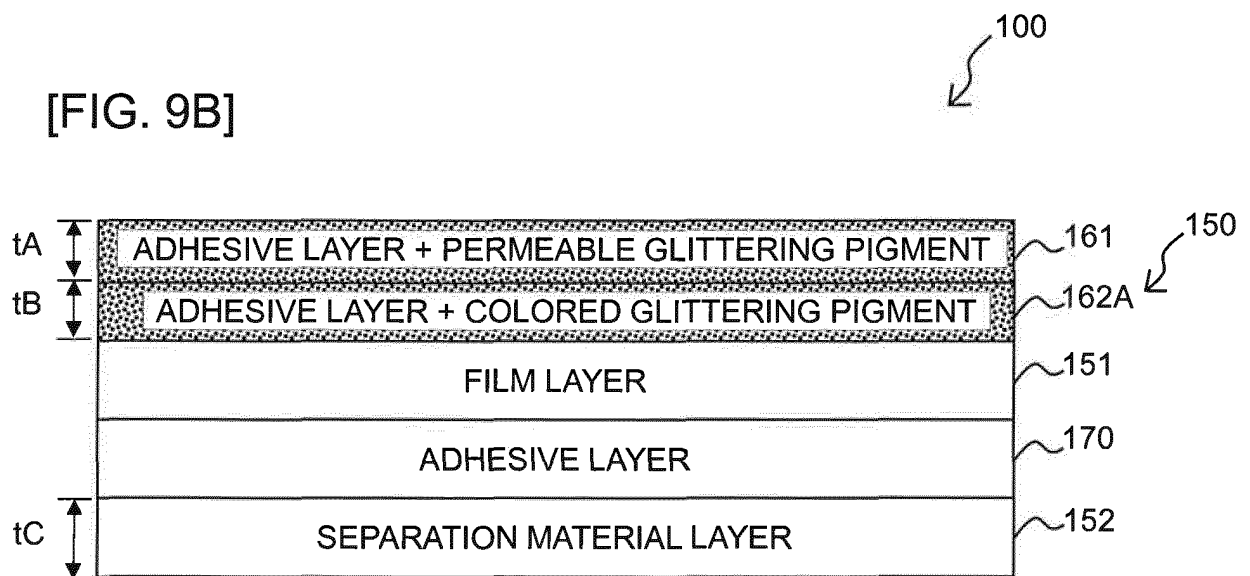 100
[FIG. 9B]
tA
ADHESIVE LAYER + PERMEABLE GLITTERING PIGMENT
161
150
tB
ADHESIVE LAYER + COLORED GLITTERING PIGMENT
162A
FILM LAYER
151
ADHESIVE LAYER
170
tC
SEPARATION MATERIAL LAYER
152